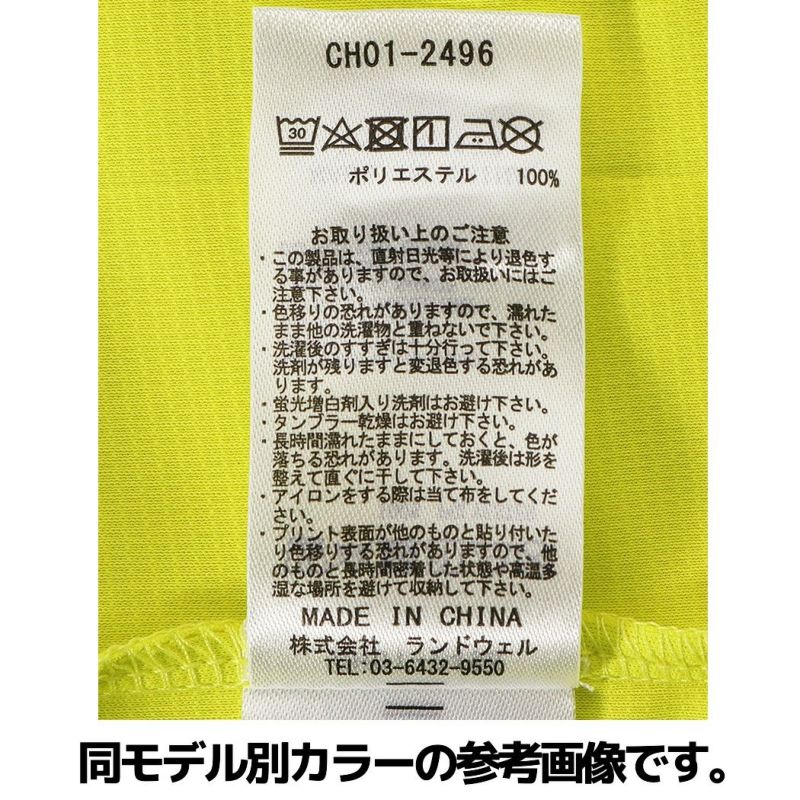 CH01-2496
30
ポリエステル 100%
お取り扱い上のご注意
・この製品は、直射日光等により退色す
る事がありますので、お取扱いにはご
注意下さい。
・色移りの恐れがありますので、濡れた
まま他の洗濯物と重ねないで下さい。
・洗濯後のすすぎは十分行って下さい。
洗剤が残りますと変退色する恐れがあ
ります。
・蛍光増白剤入り洗剤はお避け下さい。
・タンブラー乾燥はお避け下さい。
・長時間濡れたままにしておくと、色が
落ちる恐れがあります。洗濯後は形を
整えて直ぐに干して下さい。
・アイロンをする際は当て布をしてくだ
さい。
・プリント表面が他のものと貼り付いた
り色移りする恐れがありますので、他
のものと長時間密着した状態や高温多
湿な場所を避けて収納して下さい。
MADE IN CHINA
株式会社 ランドウェル
TEL:03-6432-9550
同モデル別カラーの参考画像です。